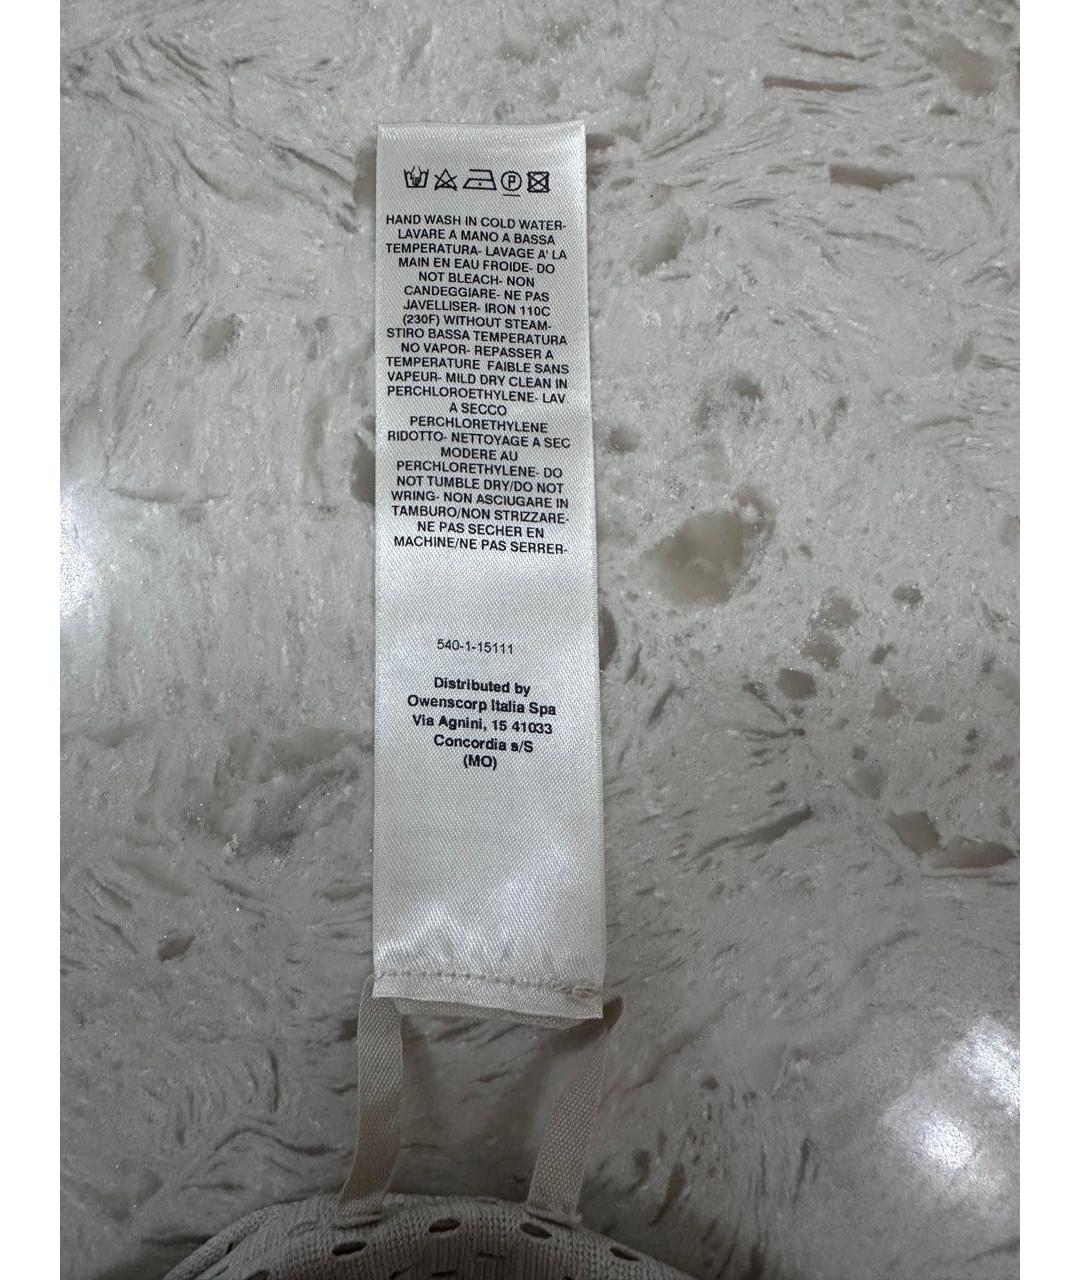 P
HAND WASH IN COLD WATER-
LAVARE A MANO A BASSA
TEMPERATURA- LAVAGE A' LA
MAIN EN EAU FROIDE- DO
NOT BLEACH- NON
CANDEGGIARE- NE PAS
JAVELLISER- IRON 110C
(230F) WITHOUT STEAM-
STIRO BASSA TEMPERATURA
NO VAPOR- REPASSER A
TEMPERATURE FAIBLE SANS
VAPEUR- MILD DRY CLEAN IN
PERCHLOROETHYLENE- LAV
A SECCO
PERCHLORETHYLENE
RIDOTTO- NETTOYAGE A SEC
MODERE AU
PERCHLORETHYLENE- DO
NOT TUMBLE DRY/DO NOT
WRING- NON ASCIUGARE IN
TAMBURO/NON STRIZZARE-
NE PAS SECHER EN
MACHINE/NE PAS SERRER-
540-1-15111
Distributed by
Owenscorp Italia Spa
Via Agnini, 15 41033
Concordia s/S
(MO)